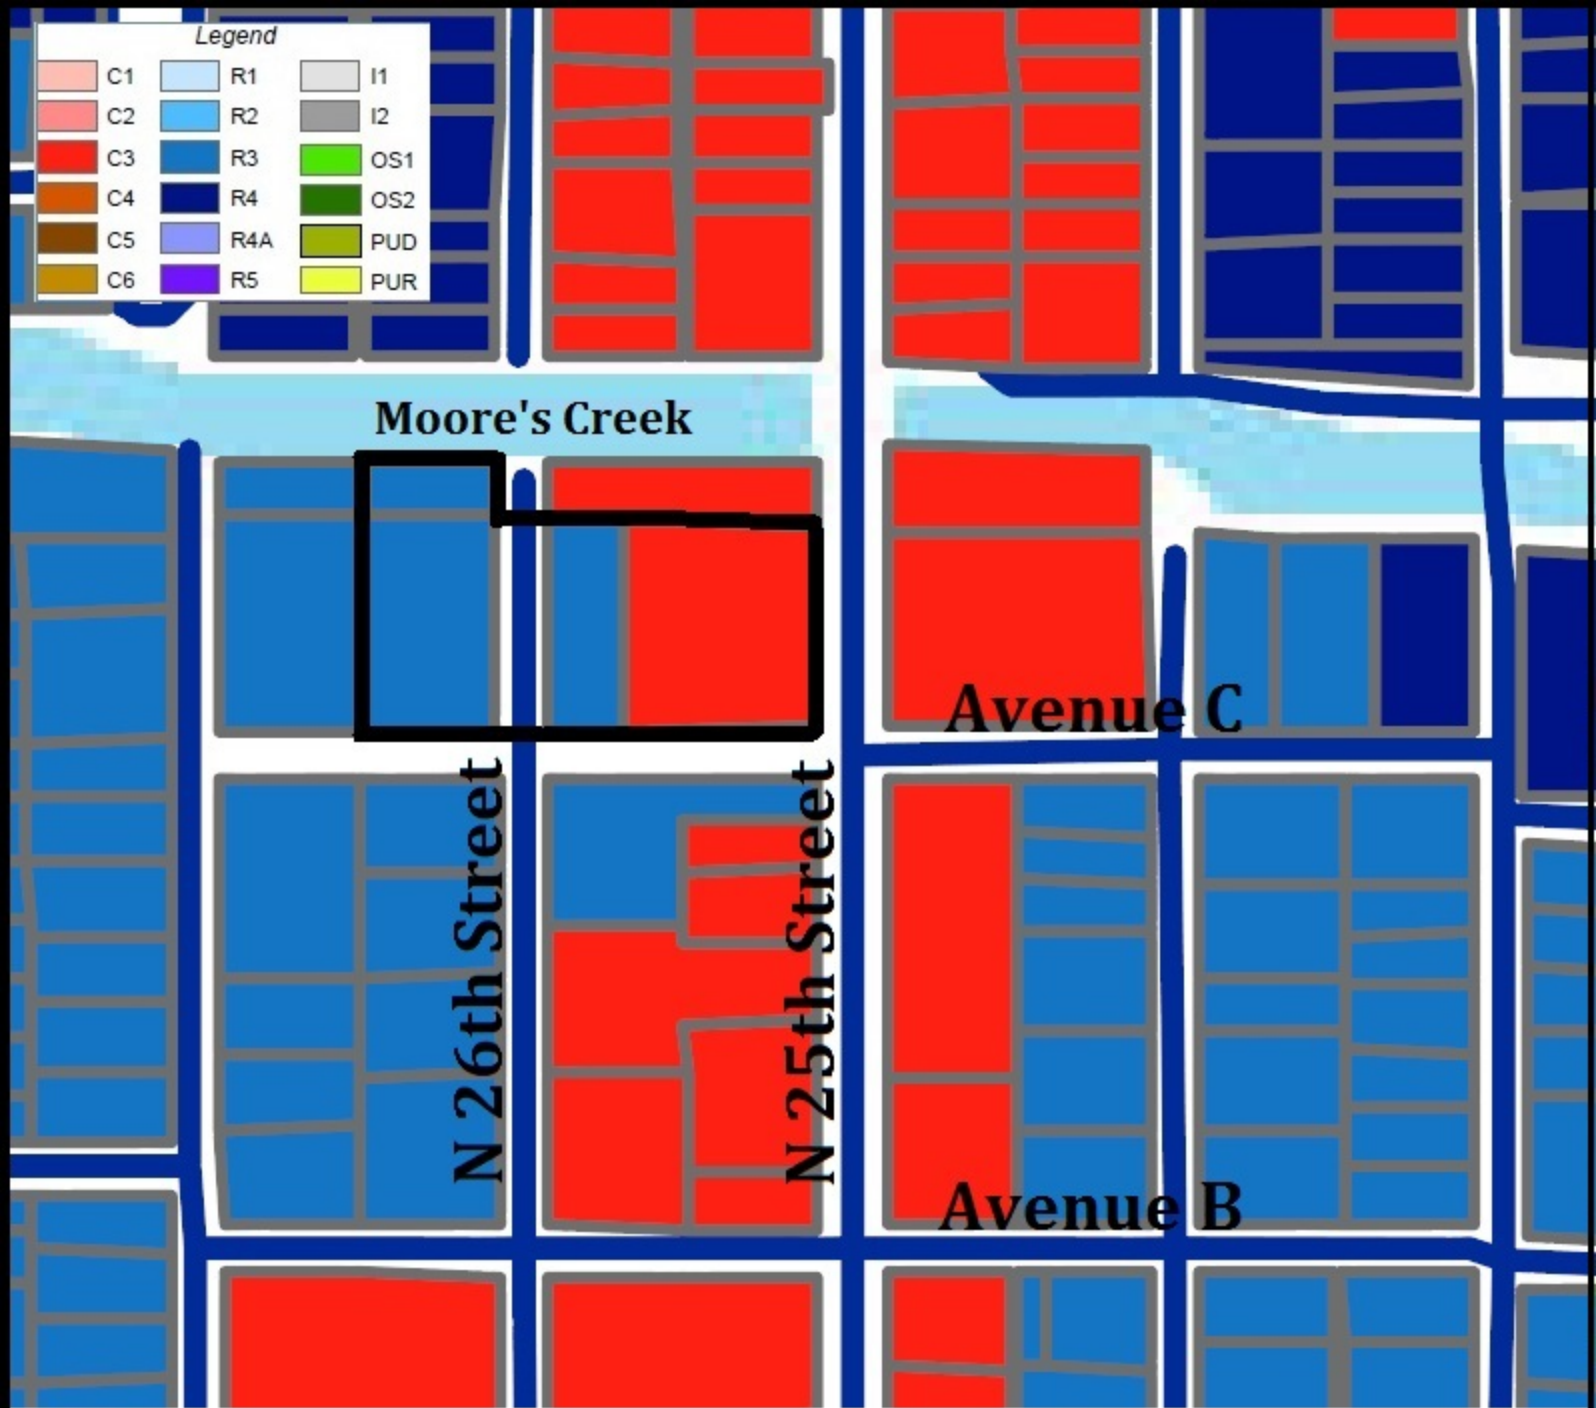 Legend
C1 R1 I1
C2 R2 I2
C3 R3 OS1
C4 R4 OS2
C5 R4A PUD
C6 R5 PUR
Moore's Creek
Avenue C
N 26th Street
N 25th Street
Avenue B